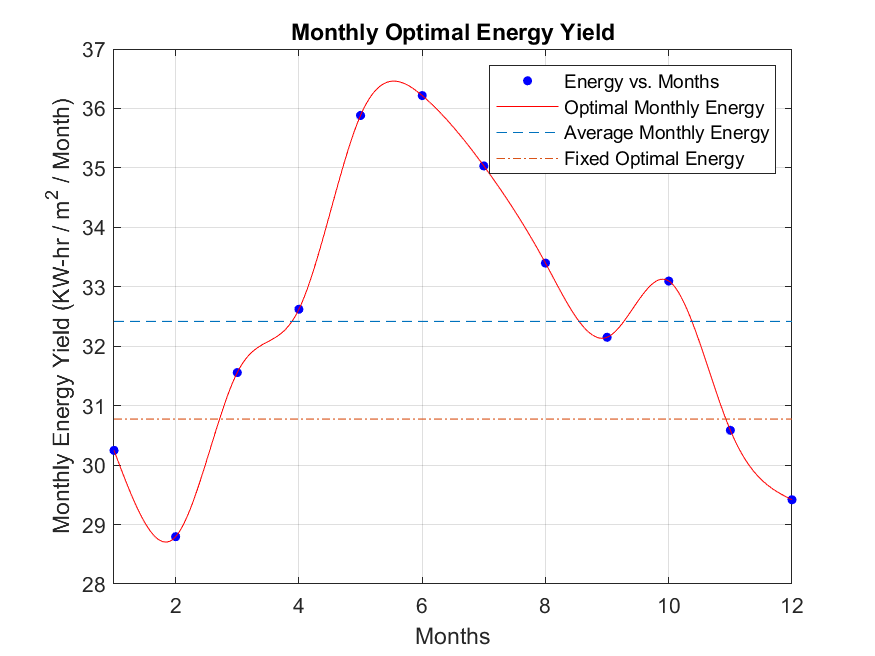 Monthly Optimal Energy Yield
Monthly Energy Yield (KW-hr / m² / Month)
37
36
35
34
33
32
31
30
29
28
Energy vs. Months
Optimal Monthly Energy
Average Monthly Energy
Fixed Optimal Energy
2 4 6 8 10 12
Months